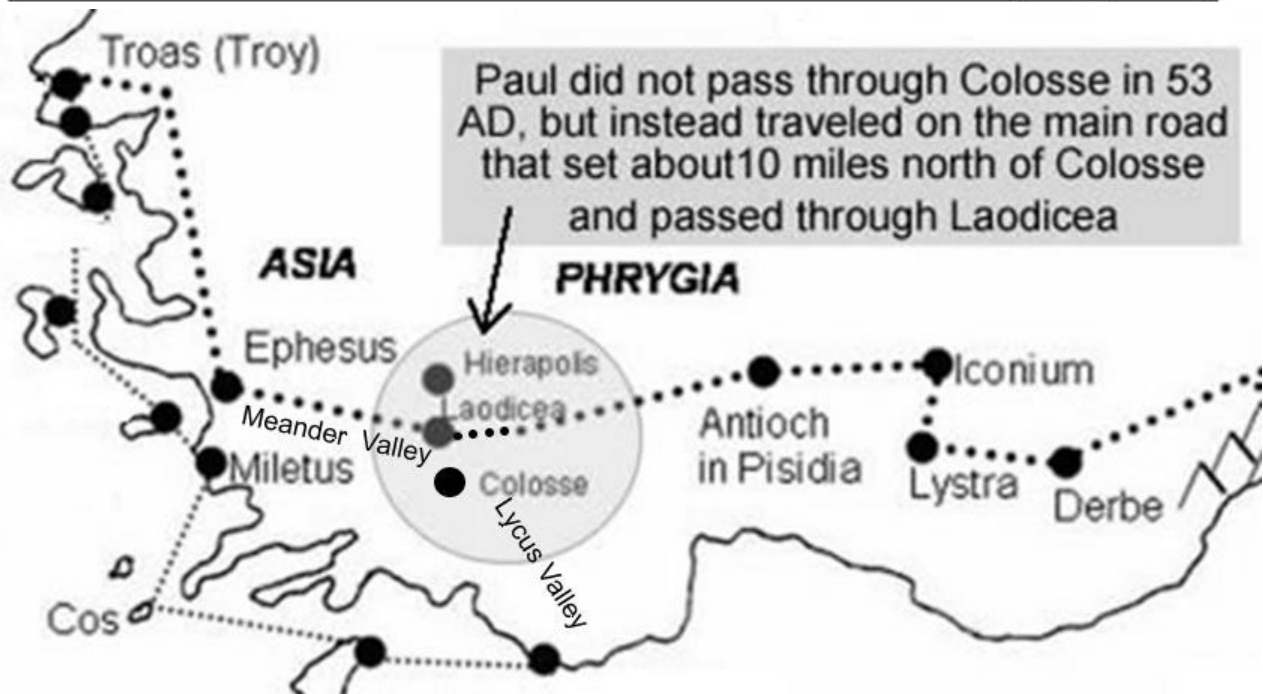 Troas (Troy)
Paul did not pass through Colosse in 53
AD, but instead traveled on the main road
that set about10 miles north of Colosse
and passed through Laodicea
ASIA
PHRYGIA
Ephesus
Hierapolis
Laodicea
Iconium
Meander Valley
Antioch
in Pisidia
Miletus
Colosse
Lystra
Derbe
Lycus Valley
Cos